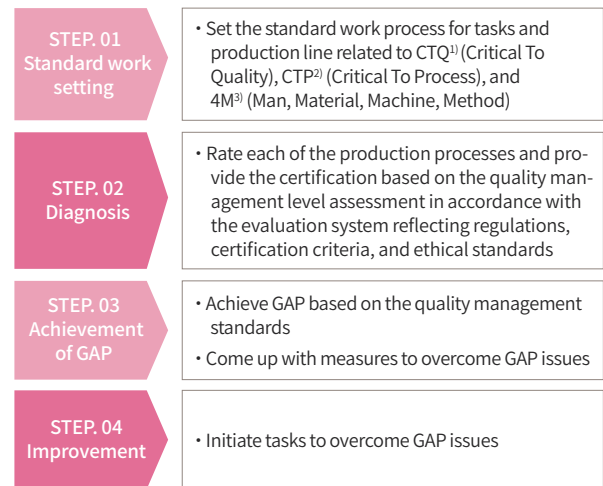 STEP. 01
Standard work
setting
• Set the standard work process for tasks and
production line related to CTQ1) (Critical To
Quality), CTP2) (Critical To Process), and
4M3) (Man, Material, Machine, Method)
STEP. 02
Diagnosis
• Rate each of the production processes and pro-
vide the certification based on the quality man-
agement level assessment in accordance with
the evaluation system reflecting regulations,
certification criteria, and ethical standards
STEP. 03
Achievement
of GAP
• Achieve GAP based on the quality management
standards
• Come up with measures to overcome GAP issues
STEP. 04
Improvement
• Initiate tasks to overcome GAP issues